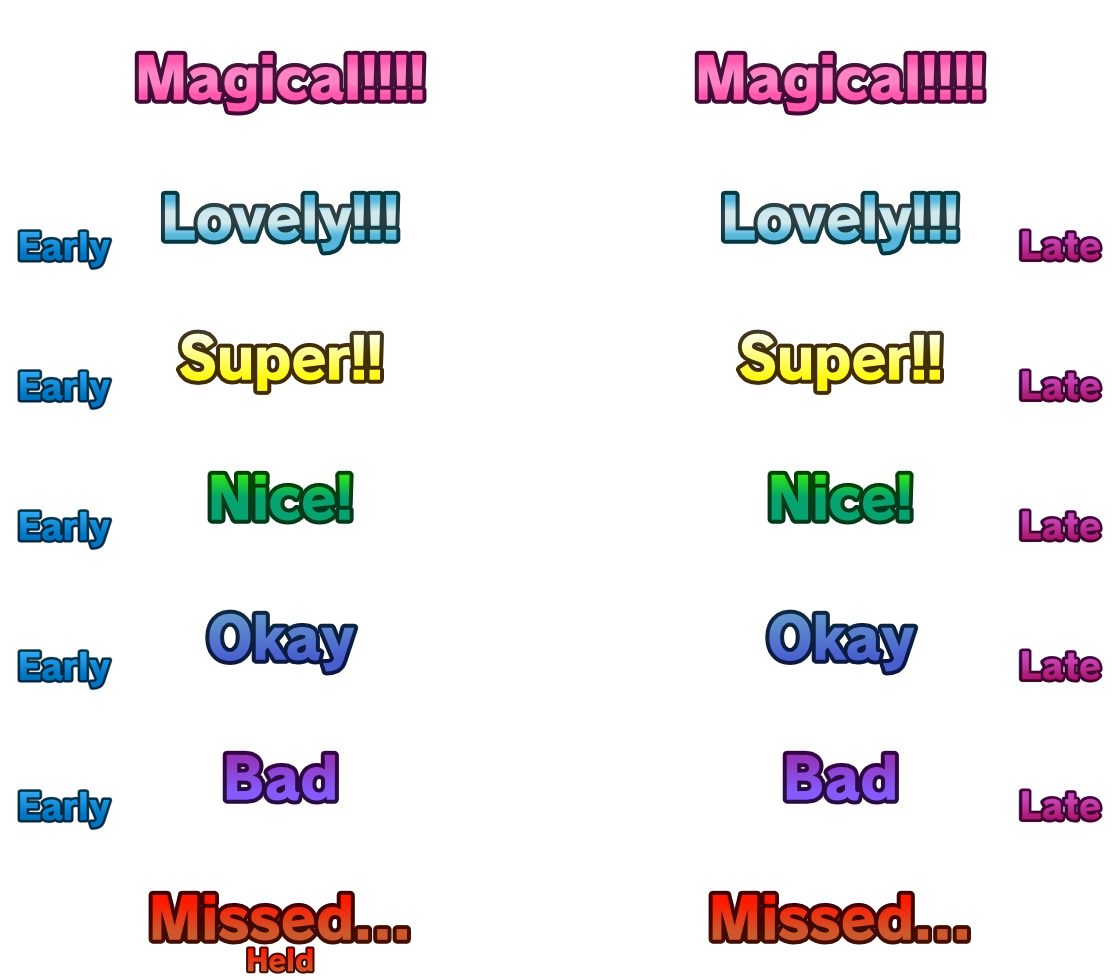 Magical!!!! Magical!!!!
Early Lovely!!! Lovely!!! Late
Early Super!! Super!! Late
Early Nice! Nice! Late
Early Okay Okay Late
Early Bad Bad Late
Missed... Missed...
Held